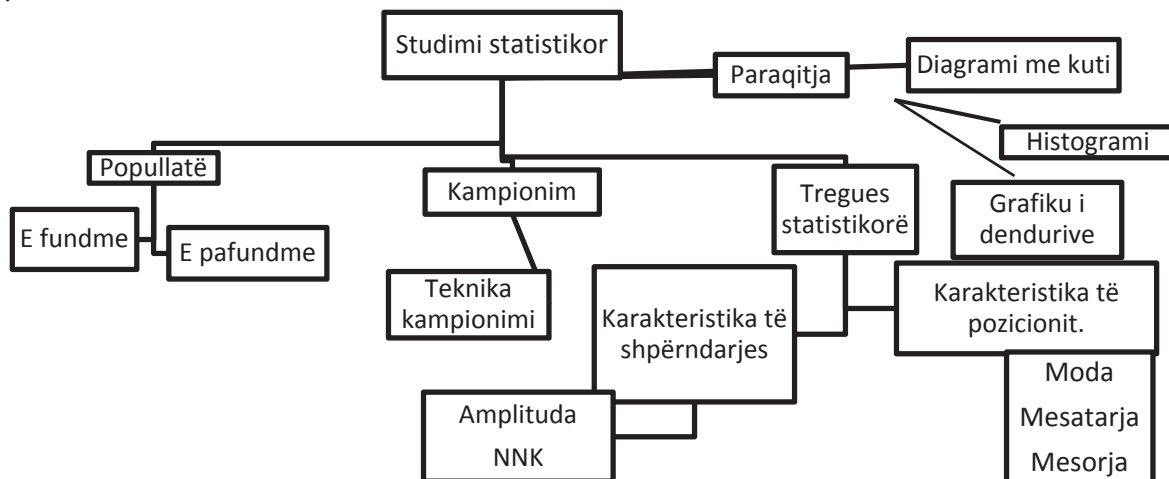 Studimi statistikor
Paraqitja
Diagrami me kuti
Histogrami
Grafiku i
dendurive
Popullatë
E fundme
E pafundme
Kampionim
Teknika
kampionimi
Tregues
statistikorë
Karakteristika të
shpërndarjes
Amplituda
NNK
Karakteristika të
pozicionit.
Moda
Mesatarja
Mesorja